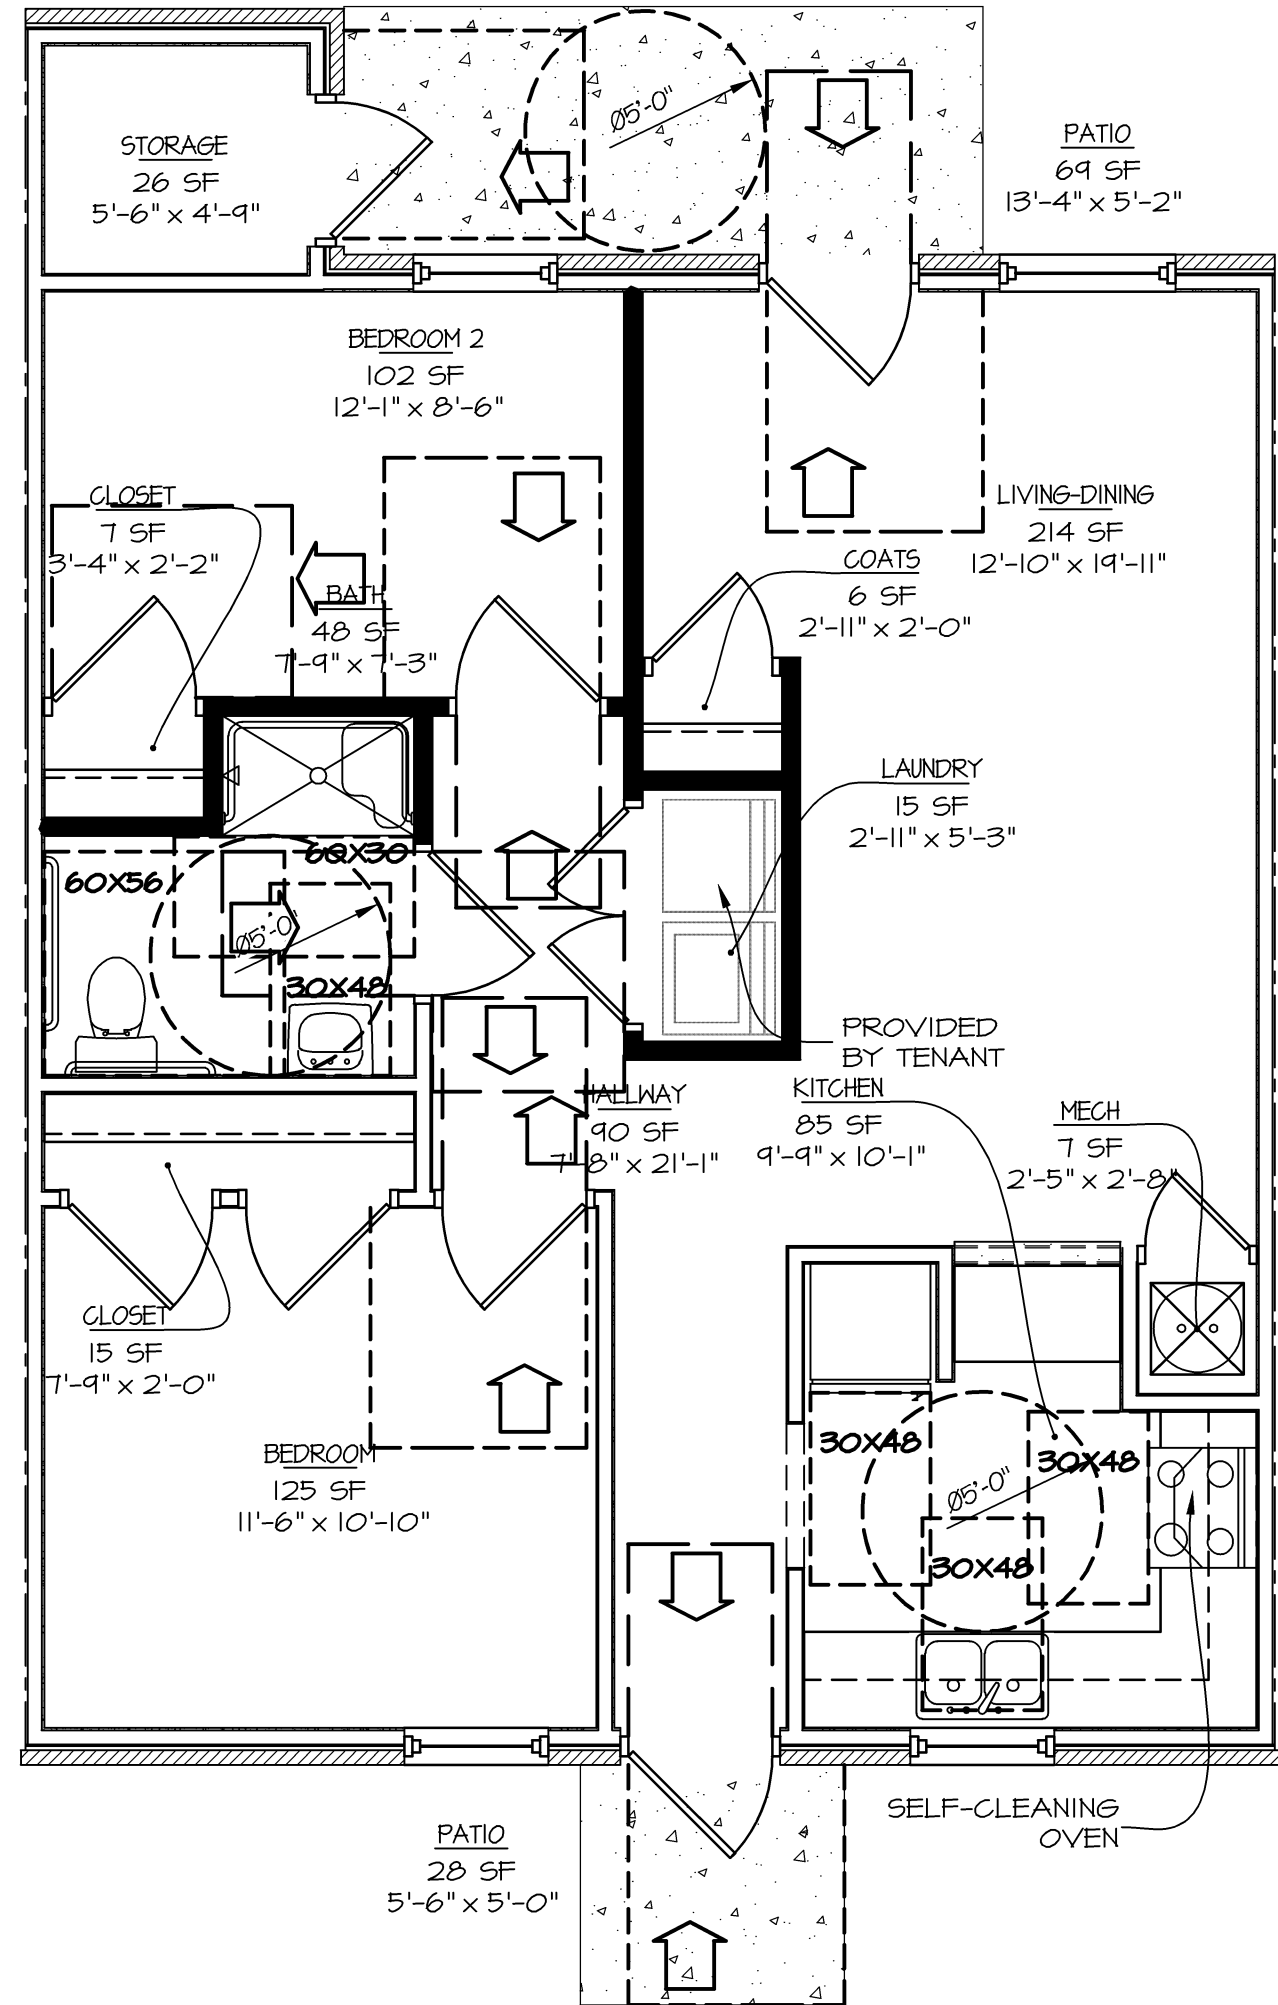 STORAGE
26 SF
5'-6" x 4'-9"
Ø5'-0"
PATIO
69 SF
13'-4" x 5'-2"
BEDROOM 2
102 SF
12'-1" x 8'-6"
CLOSET
7 SF
3'-4" x 2'-2"
BATH
48 SF
7'-9" x 7'-3"
LIVING-DINING
214 SF
12'-10" x 19'-11"
COATS
6 SF
2'-11" x 2'-0"
LAUNDRY
15 SF
2'-11" x 5'-3"
60X30
60X56
Ø5'-0"
30X48
PROVIDED
BY TENANT
HALLWAY
90 SF
7'-8" x 21'-1"
KITCHEN
85 SF
9'-9" x 10'-1"
MECH
7 SF
2'-5" x 2'-8"
CLOSET
15 SF
7'-9" x 2'-0"
BEDROOM
125 SF
11'-6" x 10'-10"
30X48
30X48
Ø5'-0"
30X48
SELF-CLEANING
OVEN
PATIO
28 SF
5'-6" x 5'-0"